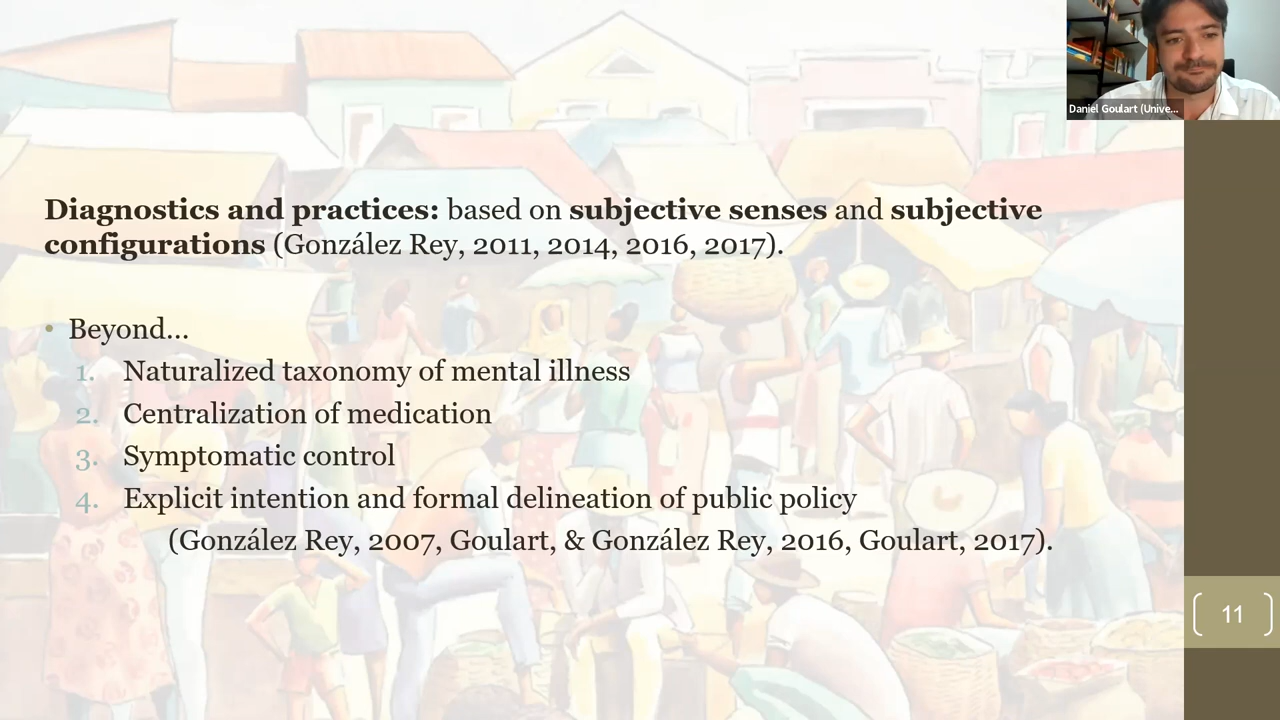 Daniel Goulart (Unive...
Diagnostics and practices: based on subjective senses and subjective
configurations (González Rey, 2011, 2014, 2016, 2017).
• Beyond...
1. Naturalized taxonomy of mental illness
2. Centralization of medication
3. Symptomatic control
4. Explicit intention and formal delineation of public policy
(González Rey, 2007, Goulart, & González Rey, 2016, Goulart, 2017).
11